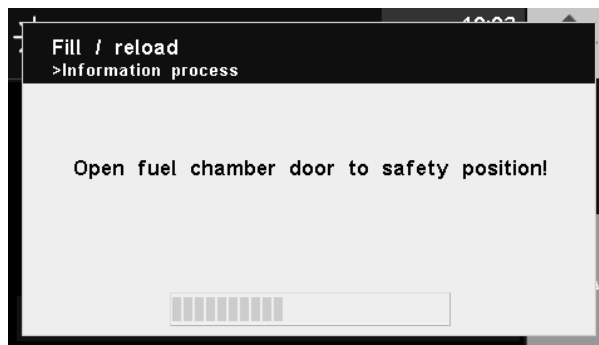 Fill / reload
>Information process
Open fuel chamber door to safety position!